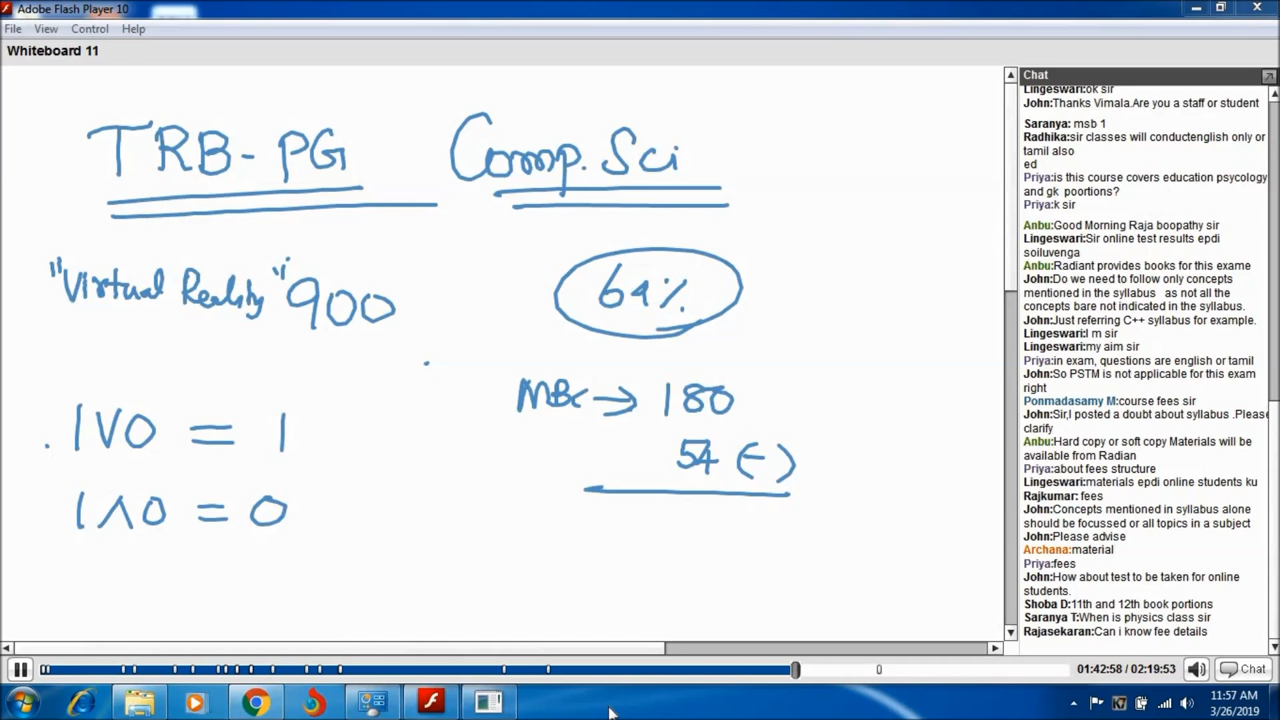 Adobe Flash Player 10
File View Control Help
Whiteboard 11
TRB-PG Comp. Sci
"Virtual Reality" 900
64%
MBC → 180
54 (-)
1V0 = 1
1Λ0 = 0
Chat
Lingeswari:ok sir
John:Thanks Vimala.Are you a staff or student
Saranya: msb 1
Radhika:sir classes will conductenglish only or
tamil also
ed
Priya:is this course covers education psycology
and gk poortions?
Priya:k sir
Anbu:Good Morning Raja boopathy sir
Lingeswari:Sir online test results epdi
soiluvenga
Anbu:Radiant provides books for this exame
John:Do we need to follow only concepts
mentioned in the syllabus as not all the
concepts bare not indicated in the syllabus.
John:Just referring C++ syllabus for example.
Lingeswari:I m sir
Lingeswari:my aim sir
Priya:in exam, questions are english or tamil
John:So PSTM is not applicable for this exam
right
Ponmadasamy M:course fees sir
John:Sir,I posted a doubt about syllabus .Please
clarify
Anbu:Hard copy or soft copy Materials will be
available from Radian
Priya:about fees structure
Lingeswari:materials epdi online students ku
Rajkumar: fees
John:Concepts mentioned in syllabus alone
should be focussed or all topics in a subject
John:Please advise
Archana:material
Priya:fees
John:How about test to be taken for online
students.
Shoba D:11th and 12th book portions
Saranya T:When is physics class sir
Rajasekaran:Can i know fee details
01:42:58 / 02:19:53 Chat
11:57 AM
3/26/2019